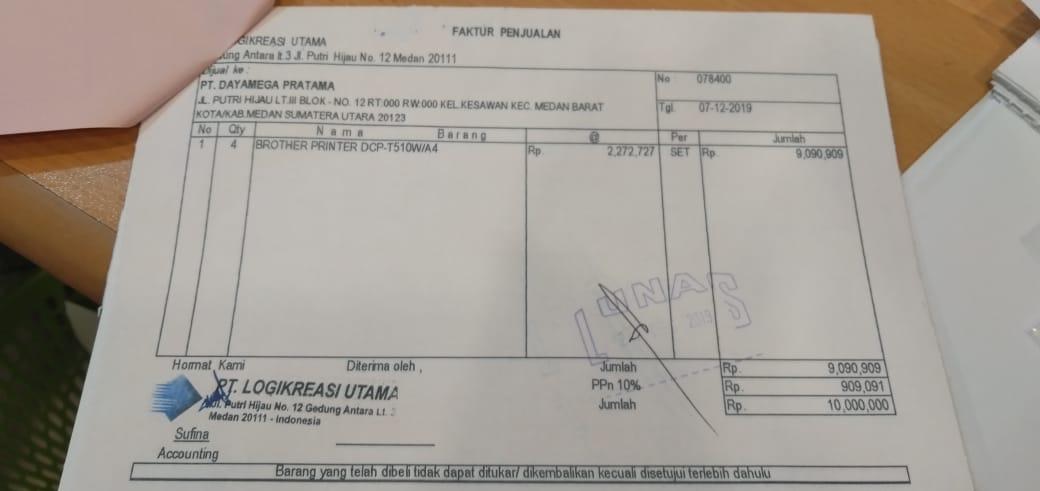 FAKTUR PENJUALAN
GIKREASI UTAMA
ung Antara lt 3 Jl. Putri Hijau No. 12 Medan 20111
Dijual ke :
PT. DAYAMEGA PRATAMA
JL. PUTRI HIJAU LT.III BLOK - NO. 12 RT:000 RW:000 KEL.KESAWAN KEC. MEDAN BARAT
KOTA/KAB.MEDAN SUMATERA UTARA 20123
No 078400
Tgl. 07-12-2019
No Qty Nama Barang @ Per Jumlah
1 4 BROTHER PRINTER DCP-T510W/A4 Rp. 2,272,727 SET Rp. 9,090,909
LUNAS
2019
Hormat Kami Diterima oleh , Jumlah Rp. 9,090,909
PPn 10% Rp. 909,091
Jumlah Rp. 10,000,000
PT. LOGIKREASI UTAMA
Jl. Putri Hijau No. 12 Gedung Antara Lt. 3
Medan 20111 - Indonesia
Sufina
Accounting
Barang yang telah dibeli tidak dapat ditukar/ dikembalikan kecuali disetujui terlebih dahulu